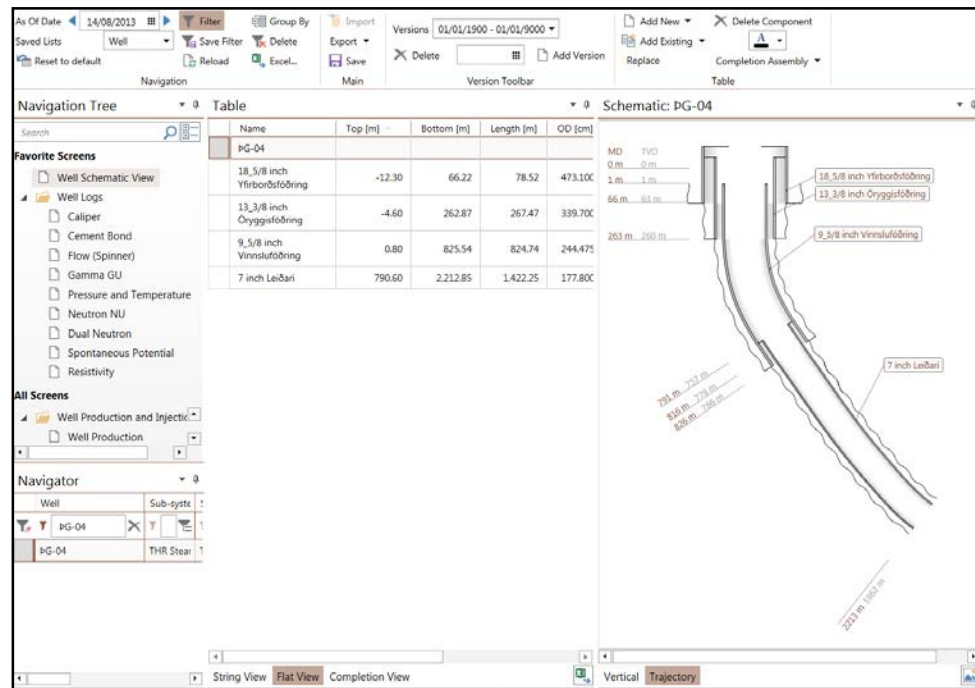 As Of Date 14/08/2013 Filter Group By Import Versions 01/01/1900 - 01/01/9000 Add New Delete Component
Saved Lists Well Save Filter Delete Export Delete Add Version Add Existing A
Reset to default Reload Excel... Save Replace Completion Assembly
Navigation Main Version Toolbar Table
Navigation Tree
Search
Favorite Screens
Well Schematic View
Well Logs
Caliper
Cement Bond
Flow (Spinner)
Gamma GU
Pressure and Temperature
Neutron NU
Dual Neutron
Spontaneous Potential
Resistivity
All Screens
Well Production and Injectic
Well Production
Navigator
Well Sub-syste
ÞG-04
ÞG-04 THR Stear
Table
Name Top [m] Bottom [m] Length [m] OD [cm]
ÞG-04
18_5/8 inch Yfirborðsfóðring -12.30 66.22 78.52 473.100
13_3/8 inch Öryggisfóðring -4.60 262.87 267.47 339.700
9_5/8 inch Vinnslufóðring 0.80 825.54 824.74 244.475
7 inch Leiðari 790.60 2.212.85 1.422.25 177.800
String View Flat View Completion View
Schematic: ÞG-04
MD TVD
0 m 0 m
1 m 1 m
66 m 63 m
263 m 260 m
18_5/8 inch Yfirborðsfóðring
13_3/8 inch Öryggisfóðring
9_5/8 inch Vinnslufóðring
7 inch Leiðari
791 m 757 m
816 m 778 m
826 m 786 m
2213 m
Vertical Trajectory